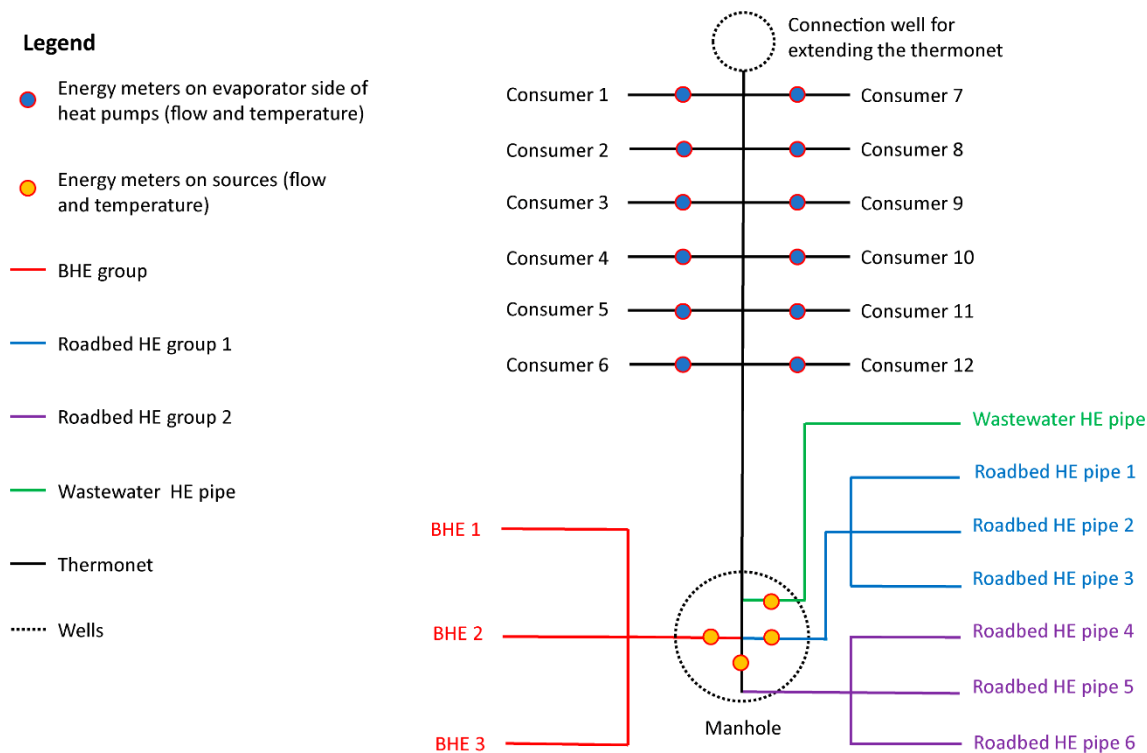 Legend
Energy meters on evaporator side of
heat pumps (flow and temperature)
Energy meters on sources (flow
and temperature)
BHE group
Roadbed HE group 1
Roadbed HE group 2
Wastewater HE pipe
Thermonet
Wells
Connection well for
extending the thermonet
Consumer 1
Consumer 7
Consumer 2
Consumer 8
Consumer 3
Consumer 9
Consumer 4
Consumer 10
Consumer 5
Consumer 11
Consumer 6
Consumer 12
Wastewater HE pipe
Roadbed HE pipe 1
Roadbed HE pipe 2
Roadbed HE pipe 3
Roadbed HE pipe 4
Roadbed HE pipe 5
Roadbed HE pipe 6
BHE 1
BHE 2
BHE 3
Manhole